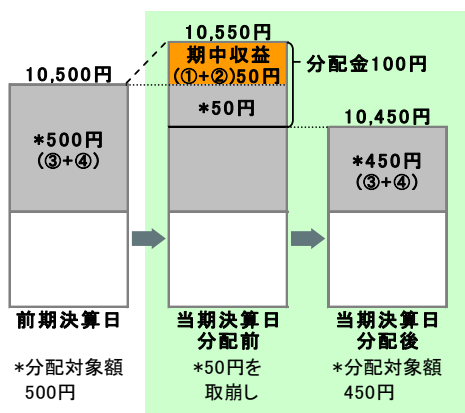 10,500円
*500円
(③+④)
前期決算日
*分配対象額
500円
10,550円
期中収益
(①+②)50円
*50円
分配金100円
当期決算日
分配前
*50円を
取崩し
10,450円
*450円
(③+④)
当期決算日
分配後
*分配対象額
450円